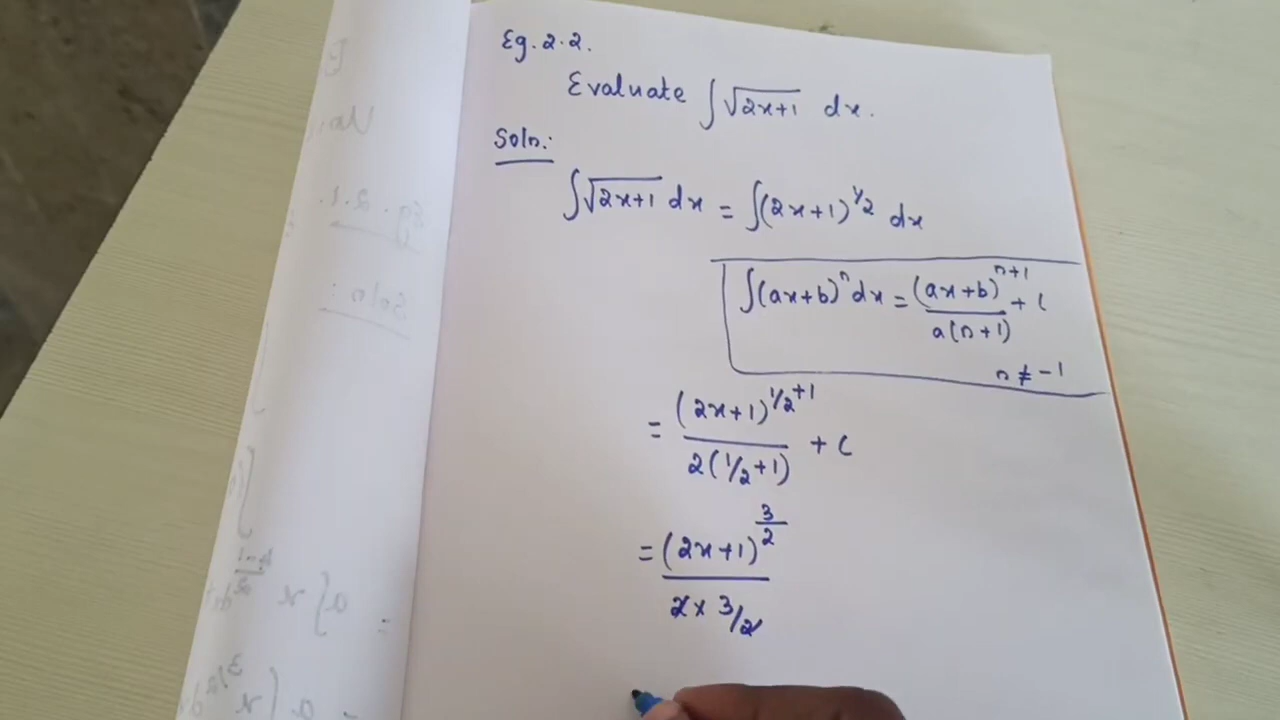 Eg. 2.2.
Evaluate ∫√(2x+1) dx.
Soln:
∫√(2x+1) dx = ∫(2x+1)^1/2 dx
∫(ax+b)^n dx = (ax+b)^n+1 / a(n+1) + c
n ≠ -1
= (2x+1)^1/2+1 / 2(1/2+1) + c
= (2x+1)^3/2 / 2 x 3/2